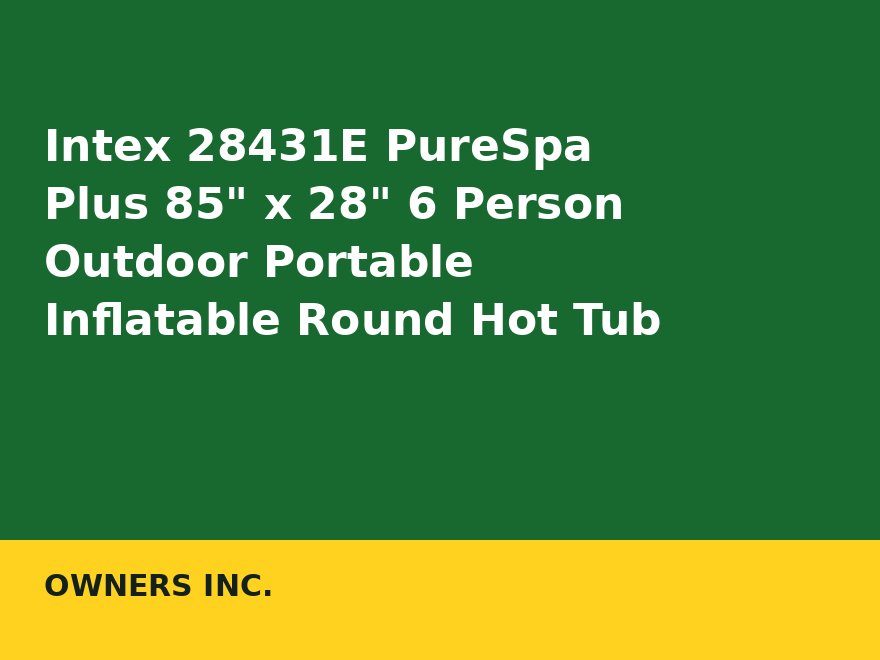 Intex 28431E PureSpa
Plus 85" x 28" 6 Person
Outdoor Portable
Inflatable Round Hot Tub
OWNERS INC.